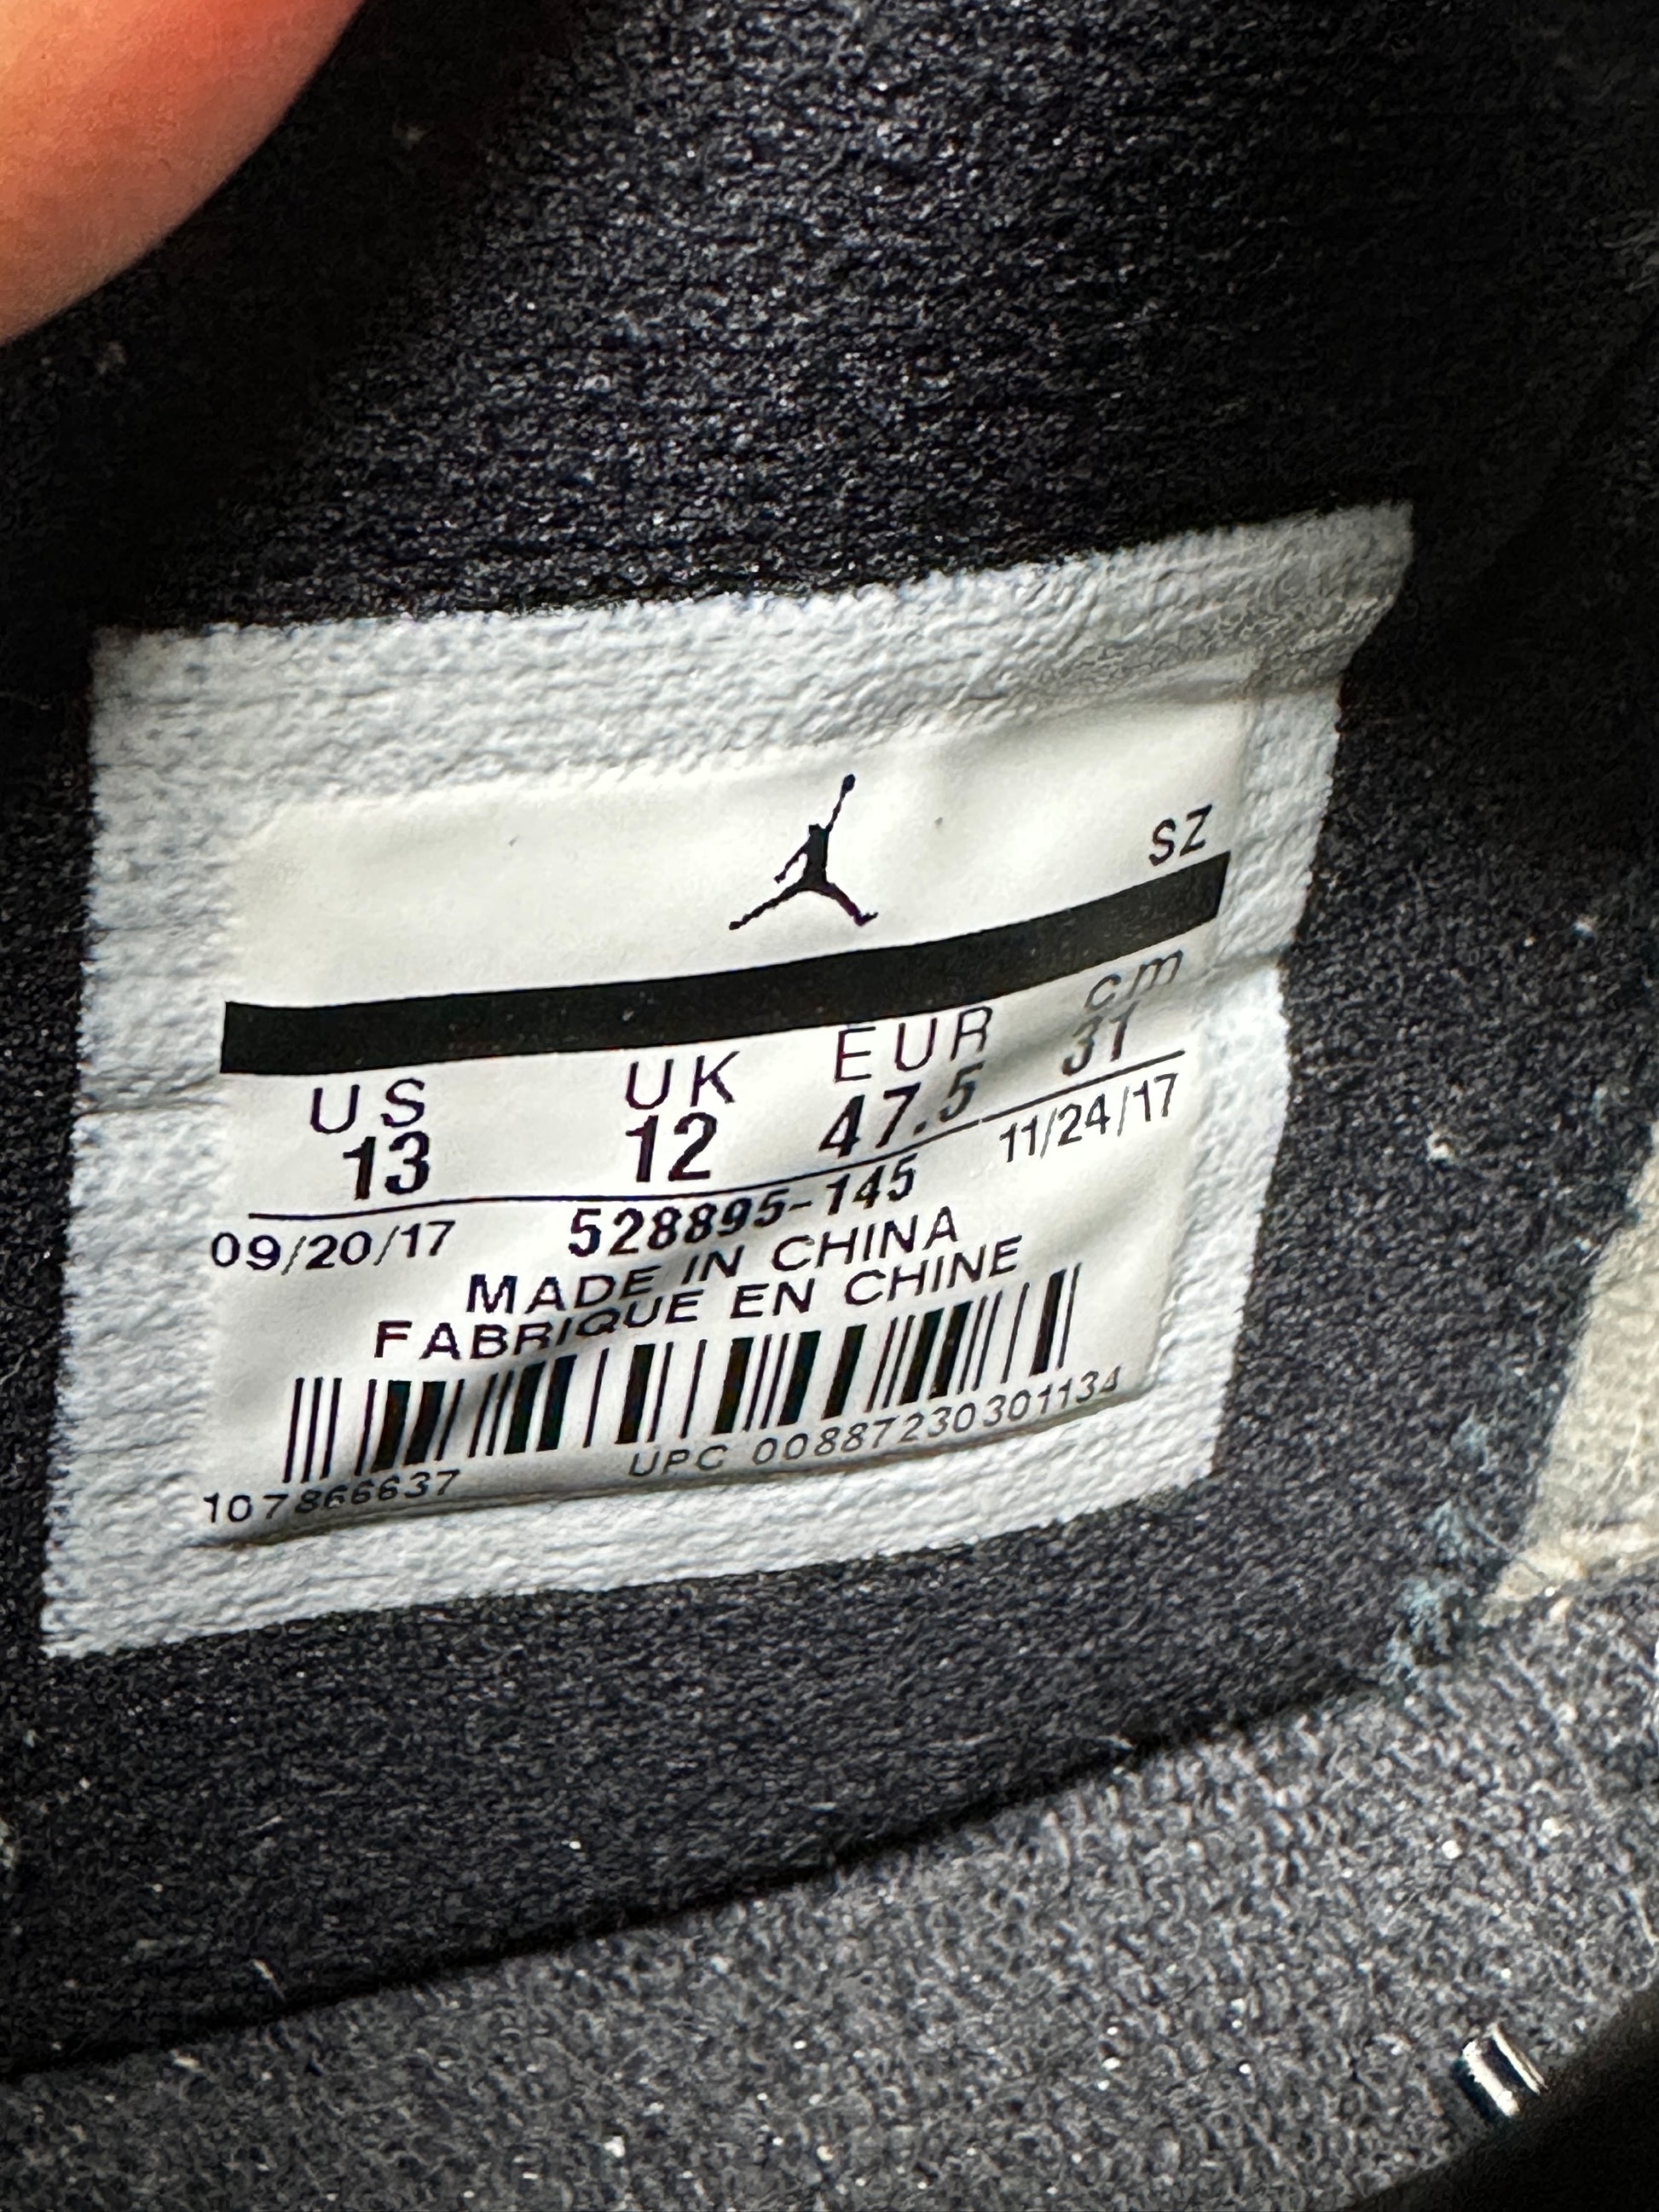 SZ
US UK EUR cm
13 12 47.5 31
09/20/17 528895-145 11/24/17
MADE IN CHINA
FABRIQUE EN CHINE
107866637 UPC 00887230301134